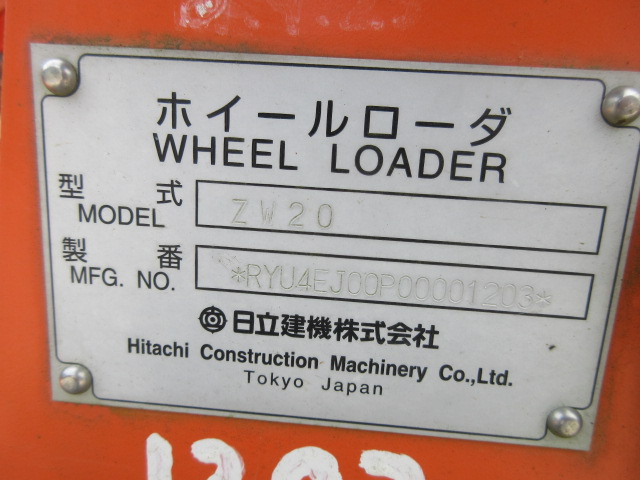 ホイールローダ
WHEEL LOADER
型式 ZW20
MODEL
製番 *RYU4EJ00P00001203*
MFG. NO.
日立建機株式会社
Hitachi Construction Machinery Co.,Ltd.
Tokyo Japan
1203